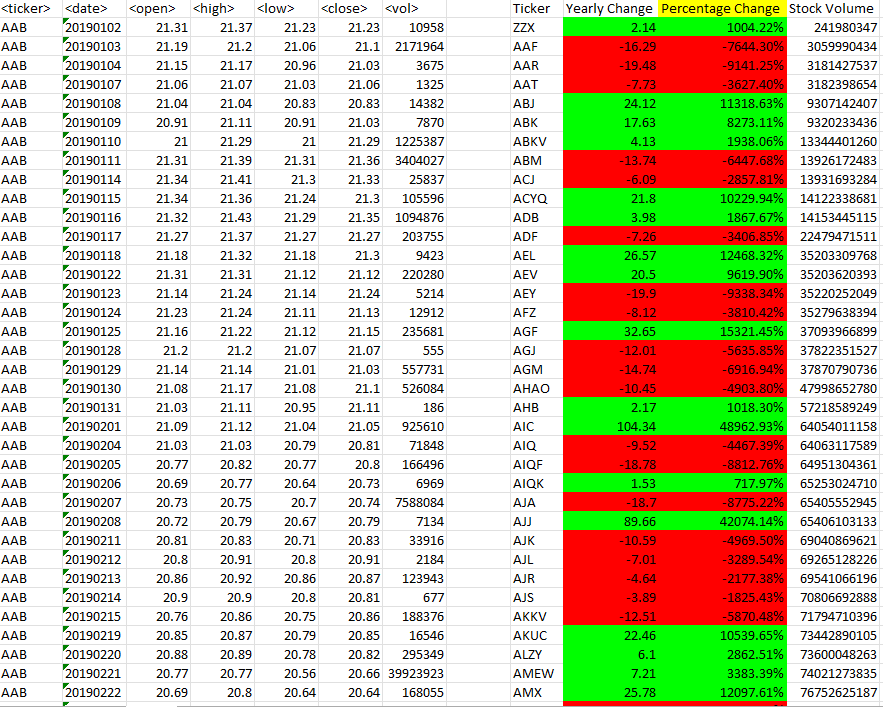 <ticker> <date> <open> <high> <low> <close> <vol> Ticker Yearly Change Percentage Change Stock Volume
AAB 20190102 21.31 21.37 21.23 21.23 10958 ZZX 2.14 1004.22% 241980347
AAB 20190103 21.19 21.2 21.06 21.1 2171964 AAF -16.29 -7644.30% 3059990434
AAB 20190104 21.15 21.17 20.96 21.03 3675 AAR -19.48 -9141.25% 3181427537
AAB 20190107 21.06 21.07 21.03 21.06 1325 AAT -7.73 -3627.40% 3182398654
AAB 20190108 21.04 21.04 20.83 20.83 14382 ABJ 24.12 11318.63% 9307142407
AAB 20190109 20.91 21.11 20.91 21.03 7870 ABK 17.63 8273.11% 9320233436
AAB 20190110 21 21.29 21 21.29 1225387 ABKV 4.13 1938.06% 13344401260
AAB 20190111 21.31 21.39 21.31 21.36 3404027 ABM -13.74 -6447.68% 13926172483
AAB 20190114 21.34 21.41 21.3 21.33 25837 ACJ -6.09 -2857.81% 13931693284
AAB 20190115 21.34 21.36 21.24 21.3 105596 ACYQ 21.8 10229.94% 14122338681
AAB 20190116 21.32 21.43 21.29 21.35 1094876 ADB 3.98 1867.67% 14153445115
AAB 20190117 21.27 21.37 21.27 21.27 203755 ADF -7.26 -3406.85% 22479471511
AAB 20190118 21.18 21.32 21.18 21.3 9423 AEL 26.57 12468.32% 35203309768
AAB 20190122 21.31 21.31 21.12 21.12 220280 AEV 20.5 9619.90% 35203620393
AAB 20190123 21.14 21.24 21.14 21.24 5214 AEY -19.9 -9338.34% 35220252049
AAB 20190124 21.23 21.24 21.11 21.13 12912 AFZ -8.12 -3810.42% 35279638394
AAB 20190125 21.16 21.22 21.12 21.15 235681 AGF 32.65 15321.45% 37093966899
AAB 20190128 21.2 21.2 21.07 21.07 555 AGJ -12.01 -5635.85% 37822351527
AAB 20190129 21.14 21.14 21.01 21.03 557731 AGM -14.74 -6916.94% 37870790736
AAB 20190130 21.08 21.17 21.08 21.1 526084 AHAO -10.45 -4903.80% 47998652780
AAB 20190131 21.03 21.11 20.95 21.11 186 AHB 2.17 1018.30% 57218589249
AAB 20190201 21.09 21.12 21.04 21.05 925610 AIC 104.34 48962.93% 64054011158
AAB 20190204 21.03 21.03 20.79 20.81 71848 AIQ -9.52 -4467.39% 64063117589
AAB 20190205 20.77 20.82 20.77 20.8 166496 AIQF -18.78 -8812.76% 64951304361
AAB 20190206 20.69 20.77 20.64 20.73 6969 AIQK 1.53 717.97% 65253024710
AAB 20190207 20.73 20.75 20.7 20.74 7588084 AJA -18.7 -8775.22% 65405552945
AAB 20190208 20.72 20.79 20.67 20.79 7134 AJJ 89.66 42074.14% 65406103133
AAB 20190211 20.81 20.83 20.71 20.83 33916 AJK -10.59 -4969.50% 69040869621
AAB 20190212 20.8 20.91 20.8 20.91 2184 AJL -7.01 -3289.54% 69265128226
AAB 20190213 20.86 20.92 20.86 20.87 123943 AJR -4.64 -2177.38% 69541066196
AAB 20190214 20.9 20.9 20.8 20.81 677 AJS -3.89 -1825.43% 70806692888
AAB 20190215 20.76 20.86 20.75 20.86 188376 AKKV -12.51 -5870.48% 71794710396
AAB 20190219 20.85 20.87 20.79 20.85 16546 AKUC 22.46 10539.65% 73442890105
AAB 20190220 20.88 20.89 20.78 20.82 295349 ALZY 6.1 2862.51% 73600048263
AAB 20190221 20.77 20.77 20.56 20.66 39923923 AMEW 7.21 3383.39% 74021273835
AAB 20190222 20.69 20.8 20.64 20.64 168055 AMX 25.78 12097.61% 76752625187